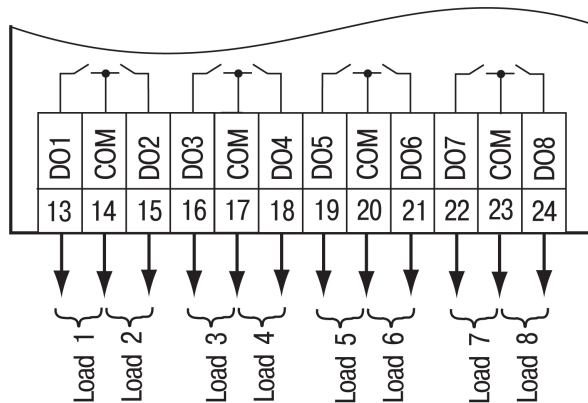 DO1 COM DO2 DO3 COM DO4 DO5 COM DO6 DO7 COM DO8
13 14 15 16 17 18 19 20 21 22 23 24
Load 1
Load 2
Load 3
Load 4
Load 5
Load 6
Load 7
Load 8